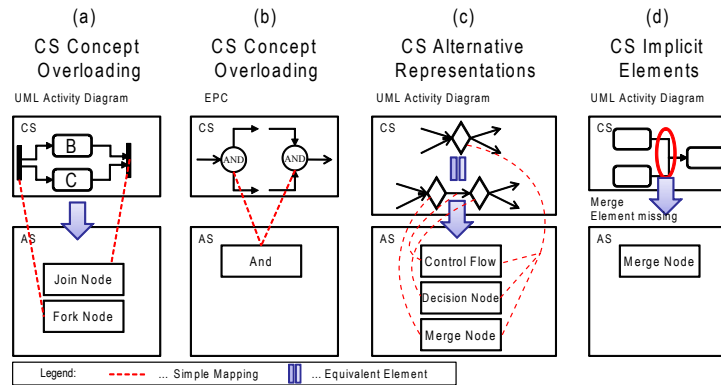 (a)
CS Concept
Overloading
UML Activity Diagram
CS
B
C
AS
Join Node
Fork Node
(b)
CS Concept
Overloading
EPC
CS
AND
AND
AS
And
(c)
CS Alternative
Representations
UML Activity Diagram
CS
AS
Control Flow
Decision Node
Merge Node
(d)
CS Implicit
Elements
UML Activity Diagram
CS
Merge
Element missing
AS
Merge Node
Legend:
... Simple Mapping
... Equivalent Element